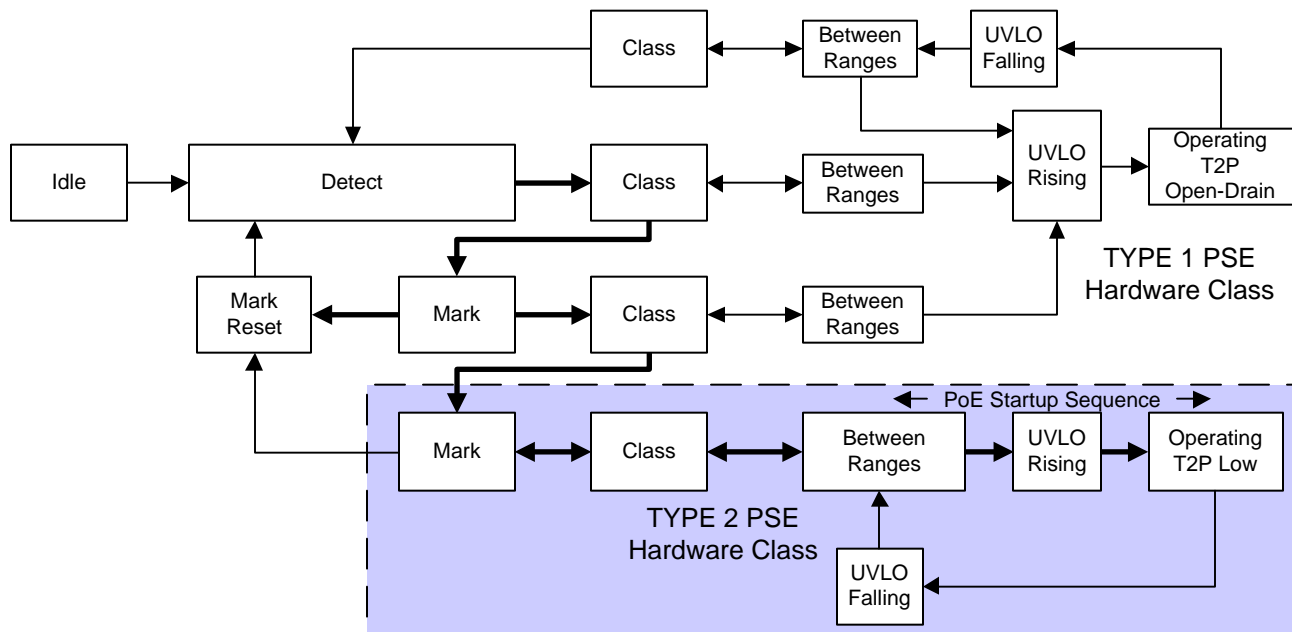 Class
Between
Ranges
UVLO
Falling
Idle
Detect
Class
Between
Ranges
UVLO
Rising
Operating
T2P
Open-Drain
TYPE 1 PSE
Hardware Class
Mark
Reset
Mark
Class
Between
Ranges
PoE Startup Sequence
Mark
Class
Between
Ranges
UVLO
Rising
Operating
T2P Low
TYPE 2 PSE
Hardware Class
UVLO
Falling